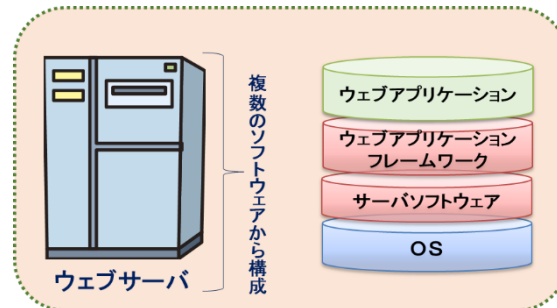 ウェブサーバ
複数のソフトウェアから構成
ウェブアプリケーション
ウェブアプリケーション
フレームワーク
サーバソフトウェア
OS